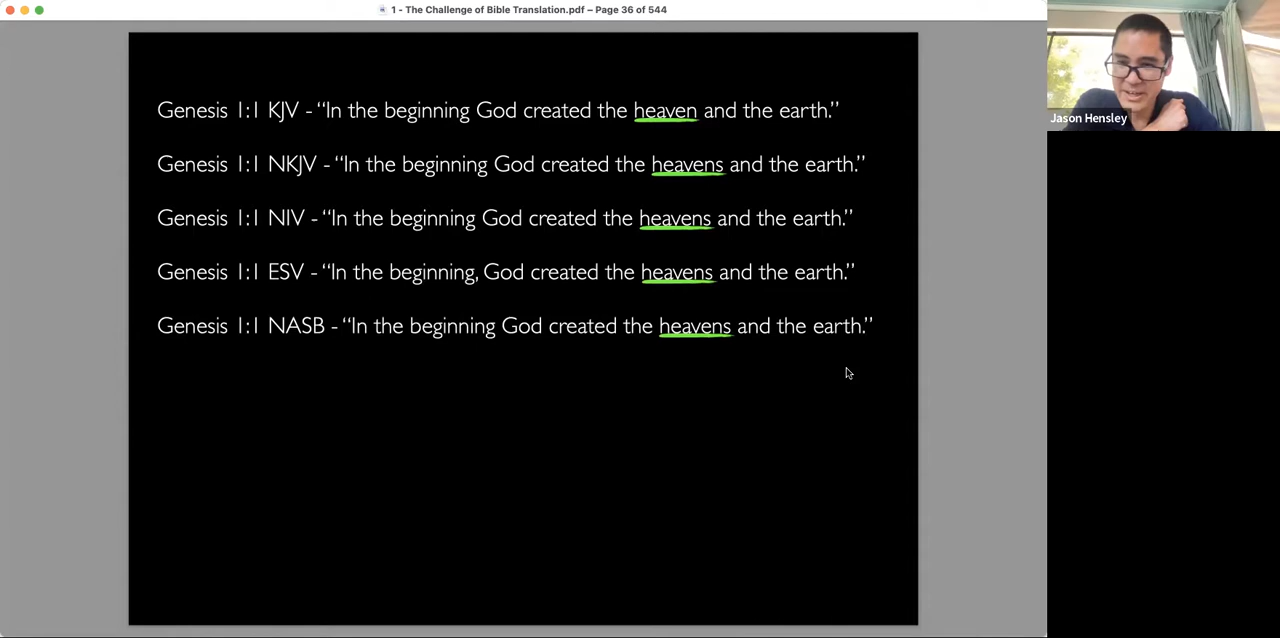 1 - The Challenge of Bible Translation.pdf – Page 36 of 544
Genesis 1:1 KJV - “In the beginning God created the heaven and the earth.”
Genesis 1:1 NKJV - “In the beginning God created the heavens and the earth.”
Genesis 1:1 NIV - “In the beginning God created the heavens and the earth.”
Genesis 1:1 ESV - “In the beginning, God created the heavens and the earth.”
Genesis 1:1 NASB - “In the beginning God created the heavens and the earth.”
Jason Hensley